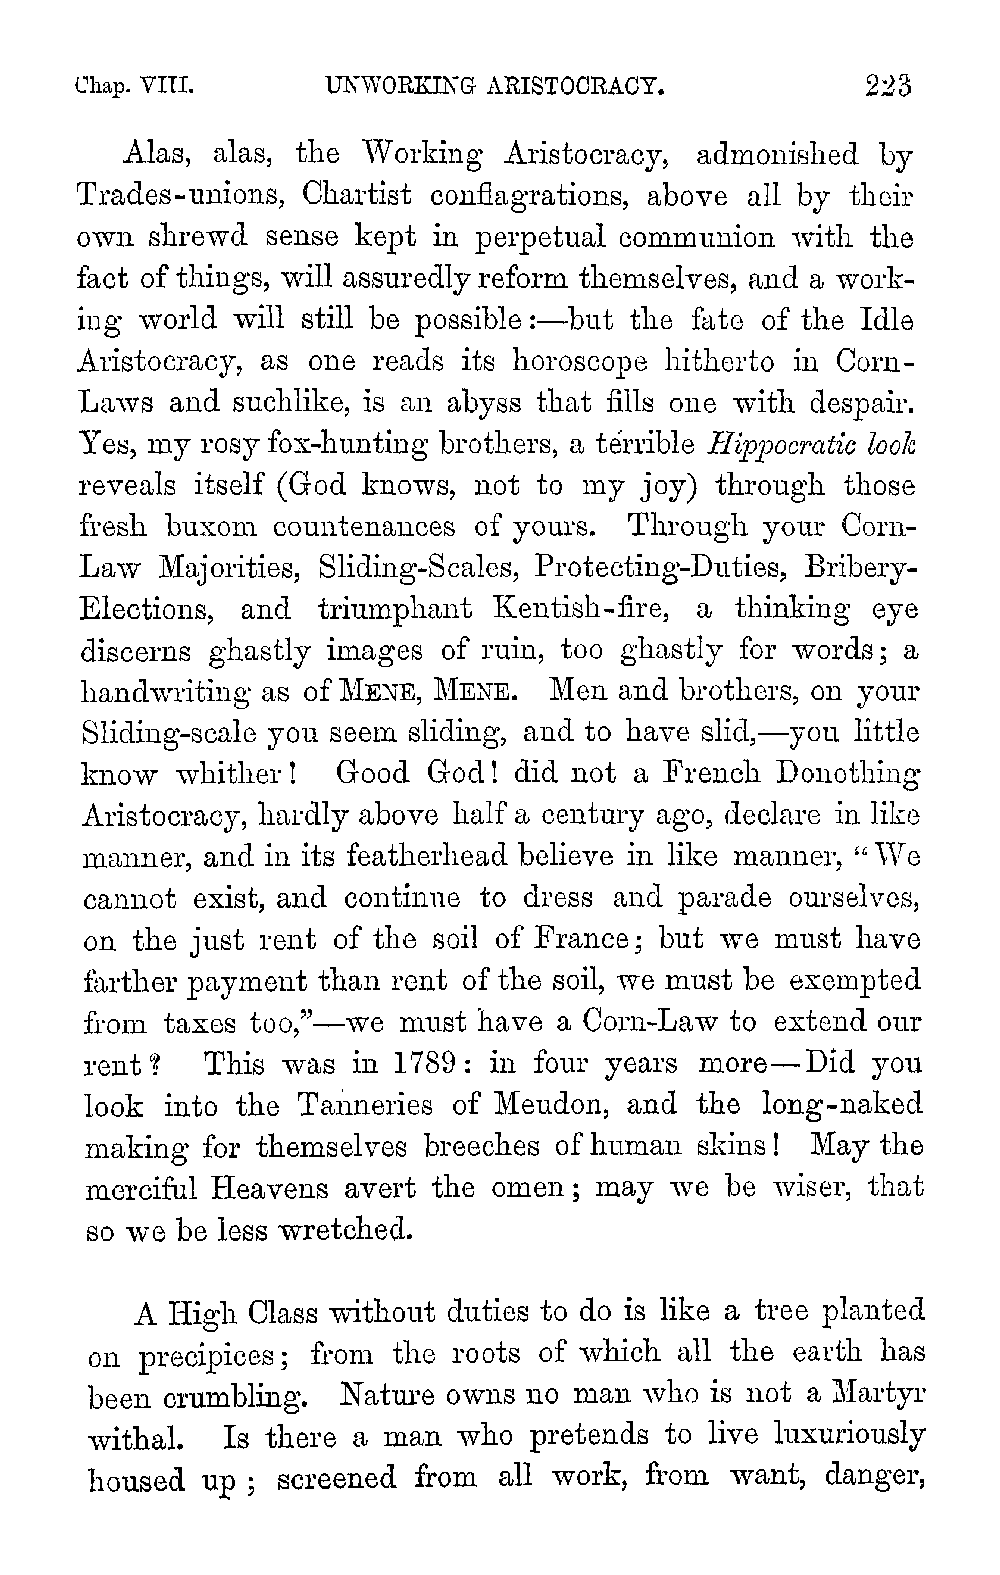 Chap. VIII. UNWORKING ARISTOCRACY. 223
Alas, alas, the Working Aristocracy, admonished by
Trades-unions, Chartist conflagrations, above all by their
own shrewd sense kept in perpetual communion with the
fact of things, will assuredly reform themselves, and a work-
ing world will still be possible:—but the fate of the Idle
Aristocracy, as one reads its horoscope hitherto in Corn-
Laws and suchlike, is an abyss that fills one with despair.
Yes, my rosy fox-hunting brothers, a terrible Hippocratic look
reveals itself (God knows, not to my joy) through those
fresh buxom countenances of yours. Through your Corn-
Law Majorities, Sliding-Scales, Protecting-Duties, Bribery-
Elections, and triumphant Kentish-fire, a thinking eye
discerns ghastly images of ruin, too ghastly for words; a
handwriting as of MENE, MENE. Men and brothers, on your
Sliding-scale you seem sliding, and to have slid,—you little
know whither! Good God! did not a French Donothing
Aristocracy, hardly above half a century ago, declare in like
manner, and in its featherhead believe in like manner, “We
cannot exist, and continue to dress and parade ourselves,
on the just rent of the soil of France; but we must have
farther payment than rent of the soil, we must be exempted
from taxes too,”—we must have a Corn-Law to extend our
rent? This was in 1789: in four years more—Did you
look into the Tanneries of Meudon, and the long-naked
making for themselves breeches of human skins! May the
merciful Heavens avert the omen; may we be wiser, that
so we be less wretched.
A High Class without duties to do is like a tree planted
on precipices; from the roots of which all the earth has
been crumbling. Nature owns no man who is not a Martyr
withal. Is there a man who pretends to live luxuriously
housed up; screened from all work, from want, danger,